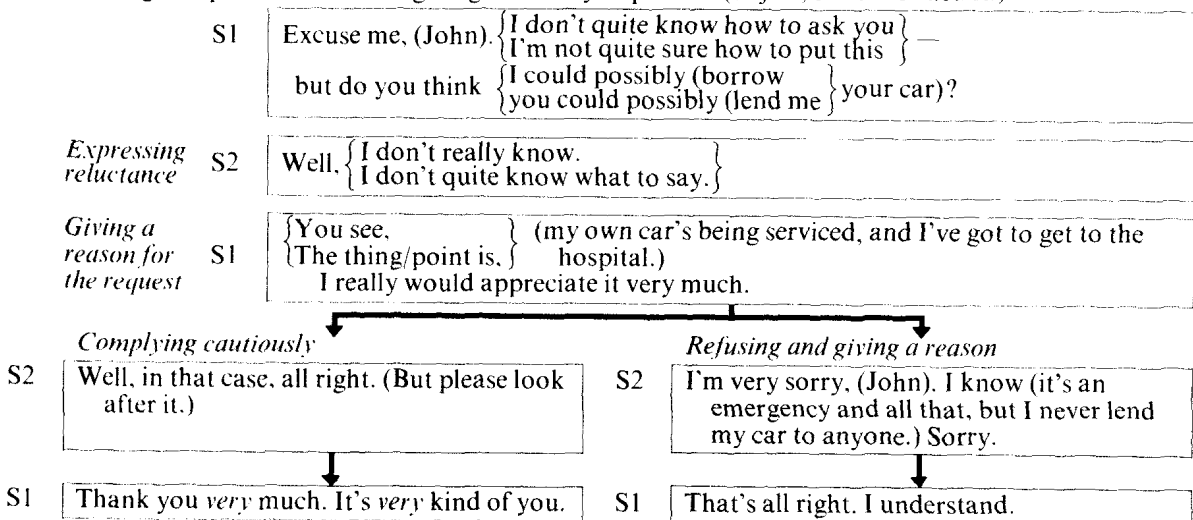 S1 Excuse me, (John). {I don't quite know how to ask you} —
{I'm not quite sure how to put this}
but do you think {I could possibly (borrow} your car)?
{you could possibly (lend me}
Expressing reluctance
S2 Well, {I don't really know.}
{I don't quite know what to say.}
Giving a reason for the request
S1 {You see,} (my own car's being serviced, and I've got to get to the
{The thing/point is,} hospital.)
I really would appreciate it very much.
Complying cautiously
S2 Well, in that case, all right. (But please look
after it.)
S1 Thank you very much. It's very kind of you.
Refusing and giving a reason
S2 I'm very sorry, (John). I know (it's an
emergency and all that, but I never lend
my car to anyone.) Sorry.
S1 That's all right. I understand.